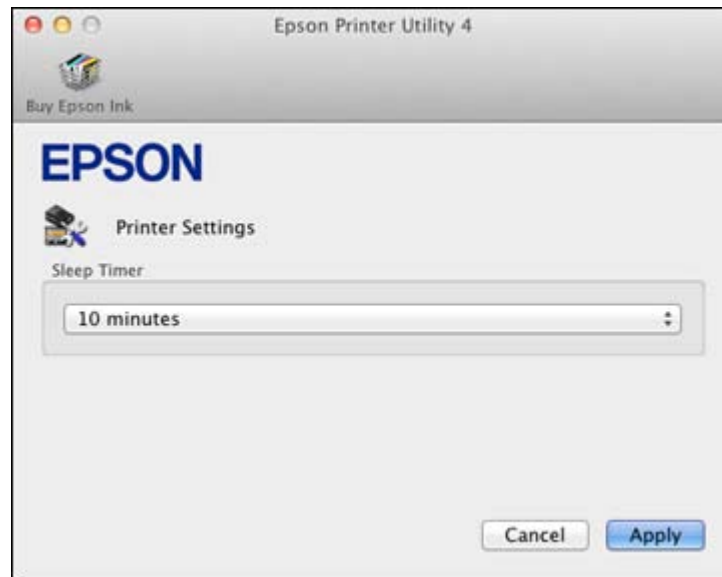 Epson Printer Utility 4
Buy Epson Ink
EPSON
Printer Settings
Sleep Timer
10 minutes
Cancel Apply